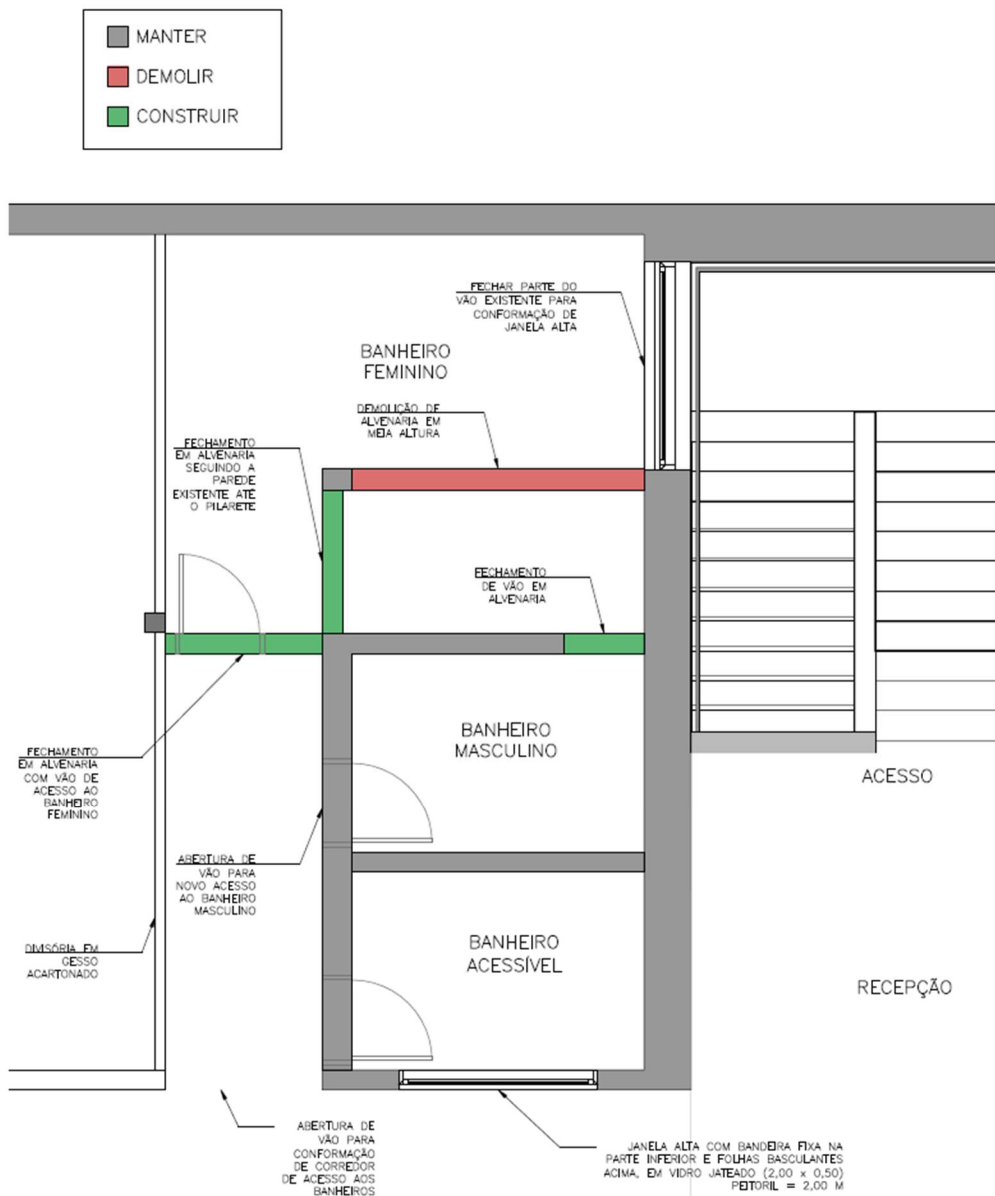 MANTER
DEMOLIR
CONSTRUIR
FECHAR PARTE DO
VÃO EXISTENTE PARA
CONFORMAÇÃO DE
JANELA ALTA
BANHEIRO
FEMININO
DEMOLIÇÃO DE
ALVENARIA EM
MEIA ALTURA
FECHAMENTO
EM ALVENARIA
SEGUINDO A
PAREDE
EXISTENTE ATÉ
O PILARETE
FECHAMENTO
DE VÃO EM
ALVENARIA
BANHEIRO
MASCULINO
FECHAMENTO
EM ALVENARIA
COM VÃO DE
ACESSO AO
BANHEIRO
FEMININO
ACESSO
ABERTURA DE
VÃO PARA
NOVO ACESSO
AO BANHEIRO
MASCULINO
DIVISÓRIA EM
GESSO
ACARTONADO
BANHEIRO
ACESSÍVEL
RECEPÇÃO
ABERTURA DE
VÃO PARA
CONFORMAÇÃO
DE CORREDOR
DE ACESSO AOS
BANHEIROS
JANELA ALTA COM BANDEIRA FIXA NA
PARTE INFERIOR E FOLHAS BASCULANTES
ACIMA, EM VIDRO JATEADO (2,00 x 0,50)
PEITORIL = 2,00 M